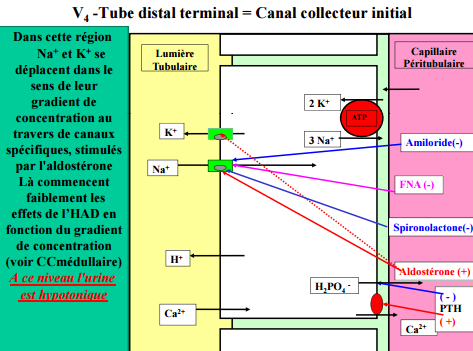 V4 -Tube distal terminal = Canal collecteur initial
Dans cette région
Na+ et K+ se
déplacent dans le
sens de leur
gradient de
concentration au
travers de canaux
spécifiques, stimulés
par l'aldostérone
Là commencent
faiblement les
effets de l'HAD en
fonction du gradient
de concentration
(voir CCmédullaire)
A ce niveau l'urine
est hypotonique
Lumière
Tubulaire
K+
Na+
H+
Ca2+
2 K+
ATP
3 Na+
H2PO4 -
Capillaire
Péritubulaire
Amiloride(-)
FNA (-)
Spironolactone(-)
Aldostérone (+)
( - )
PTH
( + )
Ca2+